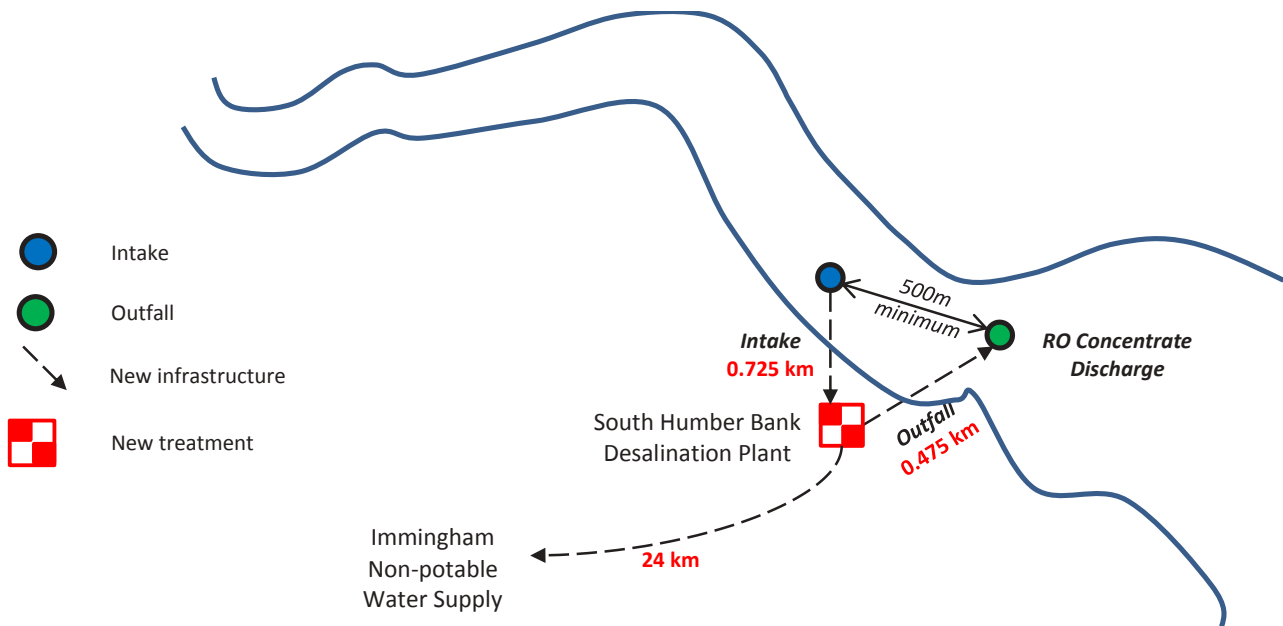 Intake
Outfall
New infrastructure
New treatment
500m
minimum
Intake
0.725 km
RO Concentrate
Discharge
South Humber Bank
Desalination Plant
Outfall
0.475 km
24 km
Immingham
Non-potable
Water Supply